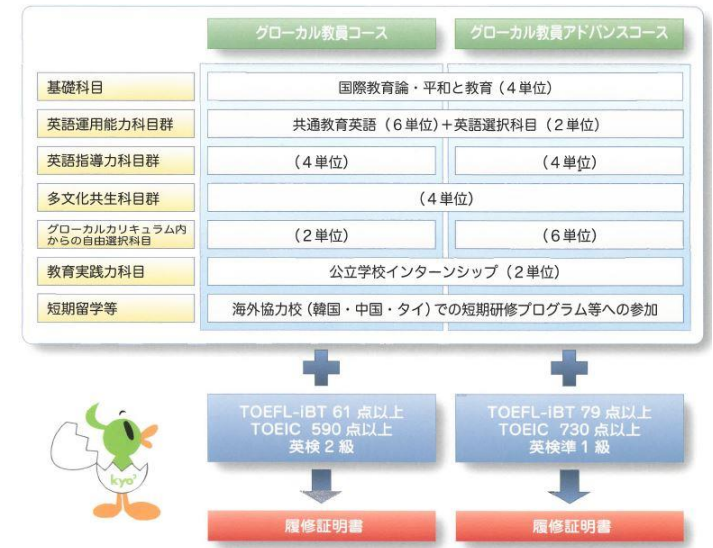 グローカル教員コース
グローカル教員アドバンスコース
基礎科目
国際教育論・平和と教育（4単位）
英語運用能力科目群
共通教育英語（6単位）＋英語選択科目（2単位）
英語指導力科目群
（4単位）
（4単位）
多文化共生科目群
（4単位）
グローカルカリキュラム内
からの自由選択科目
（2単位）
（6単位）
教育実践力科目
公立学校インターンシップ（2単位）
短期留学等
海外協力校（韓国・中国・タイ）での短期研修プログラム等への参加
TOEFL-iBT 61 点以上
TOEIC 590 点以上
英検 2 級
TOEFL-iBT 79 点以上
TOEIC 730 点以上
英検準 1 級
kyo²
履修証明書
履修証明書